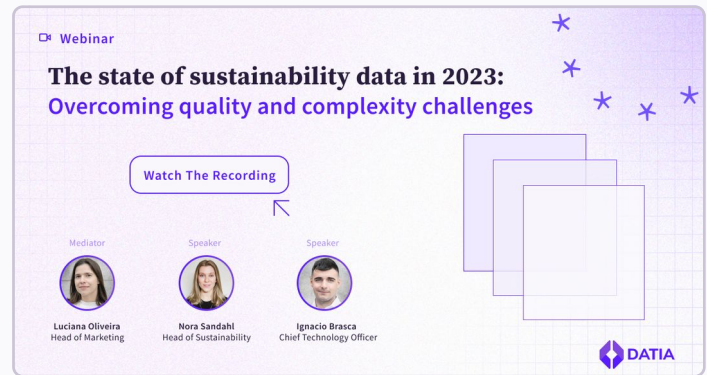 Webinar
The state of sustainability data in 2023:
Overcoming quality and complexity challenges
Watch The Recording
Mediator
Speaker
Speaker
Luciana Oliveira
Head of Marketing
Nora Sandahl
Head of Sustainability
Ignacio Brasca
Chief Technology Officer
DATIA